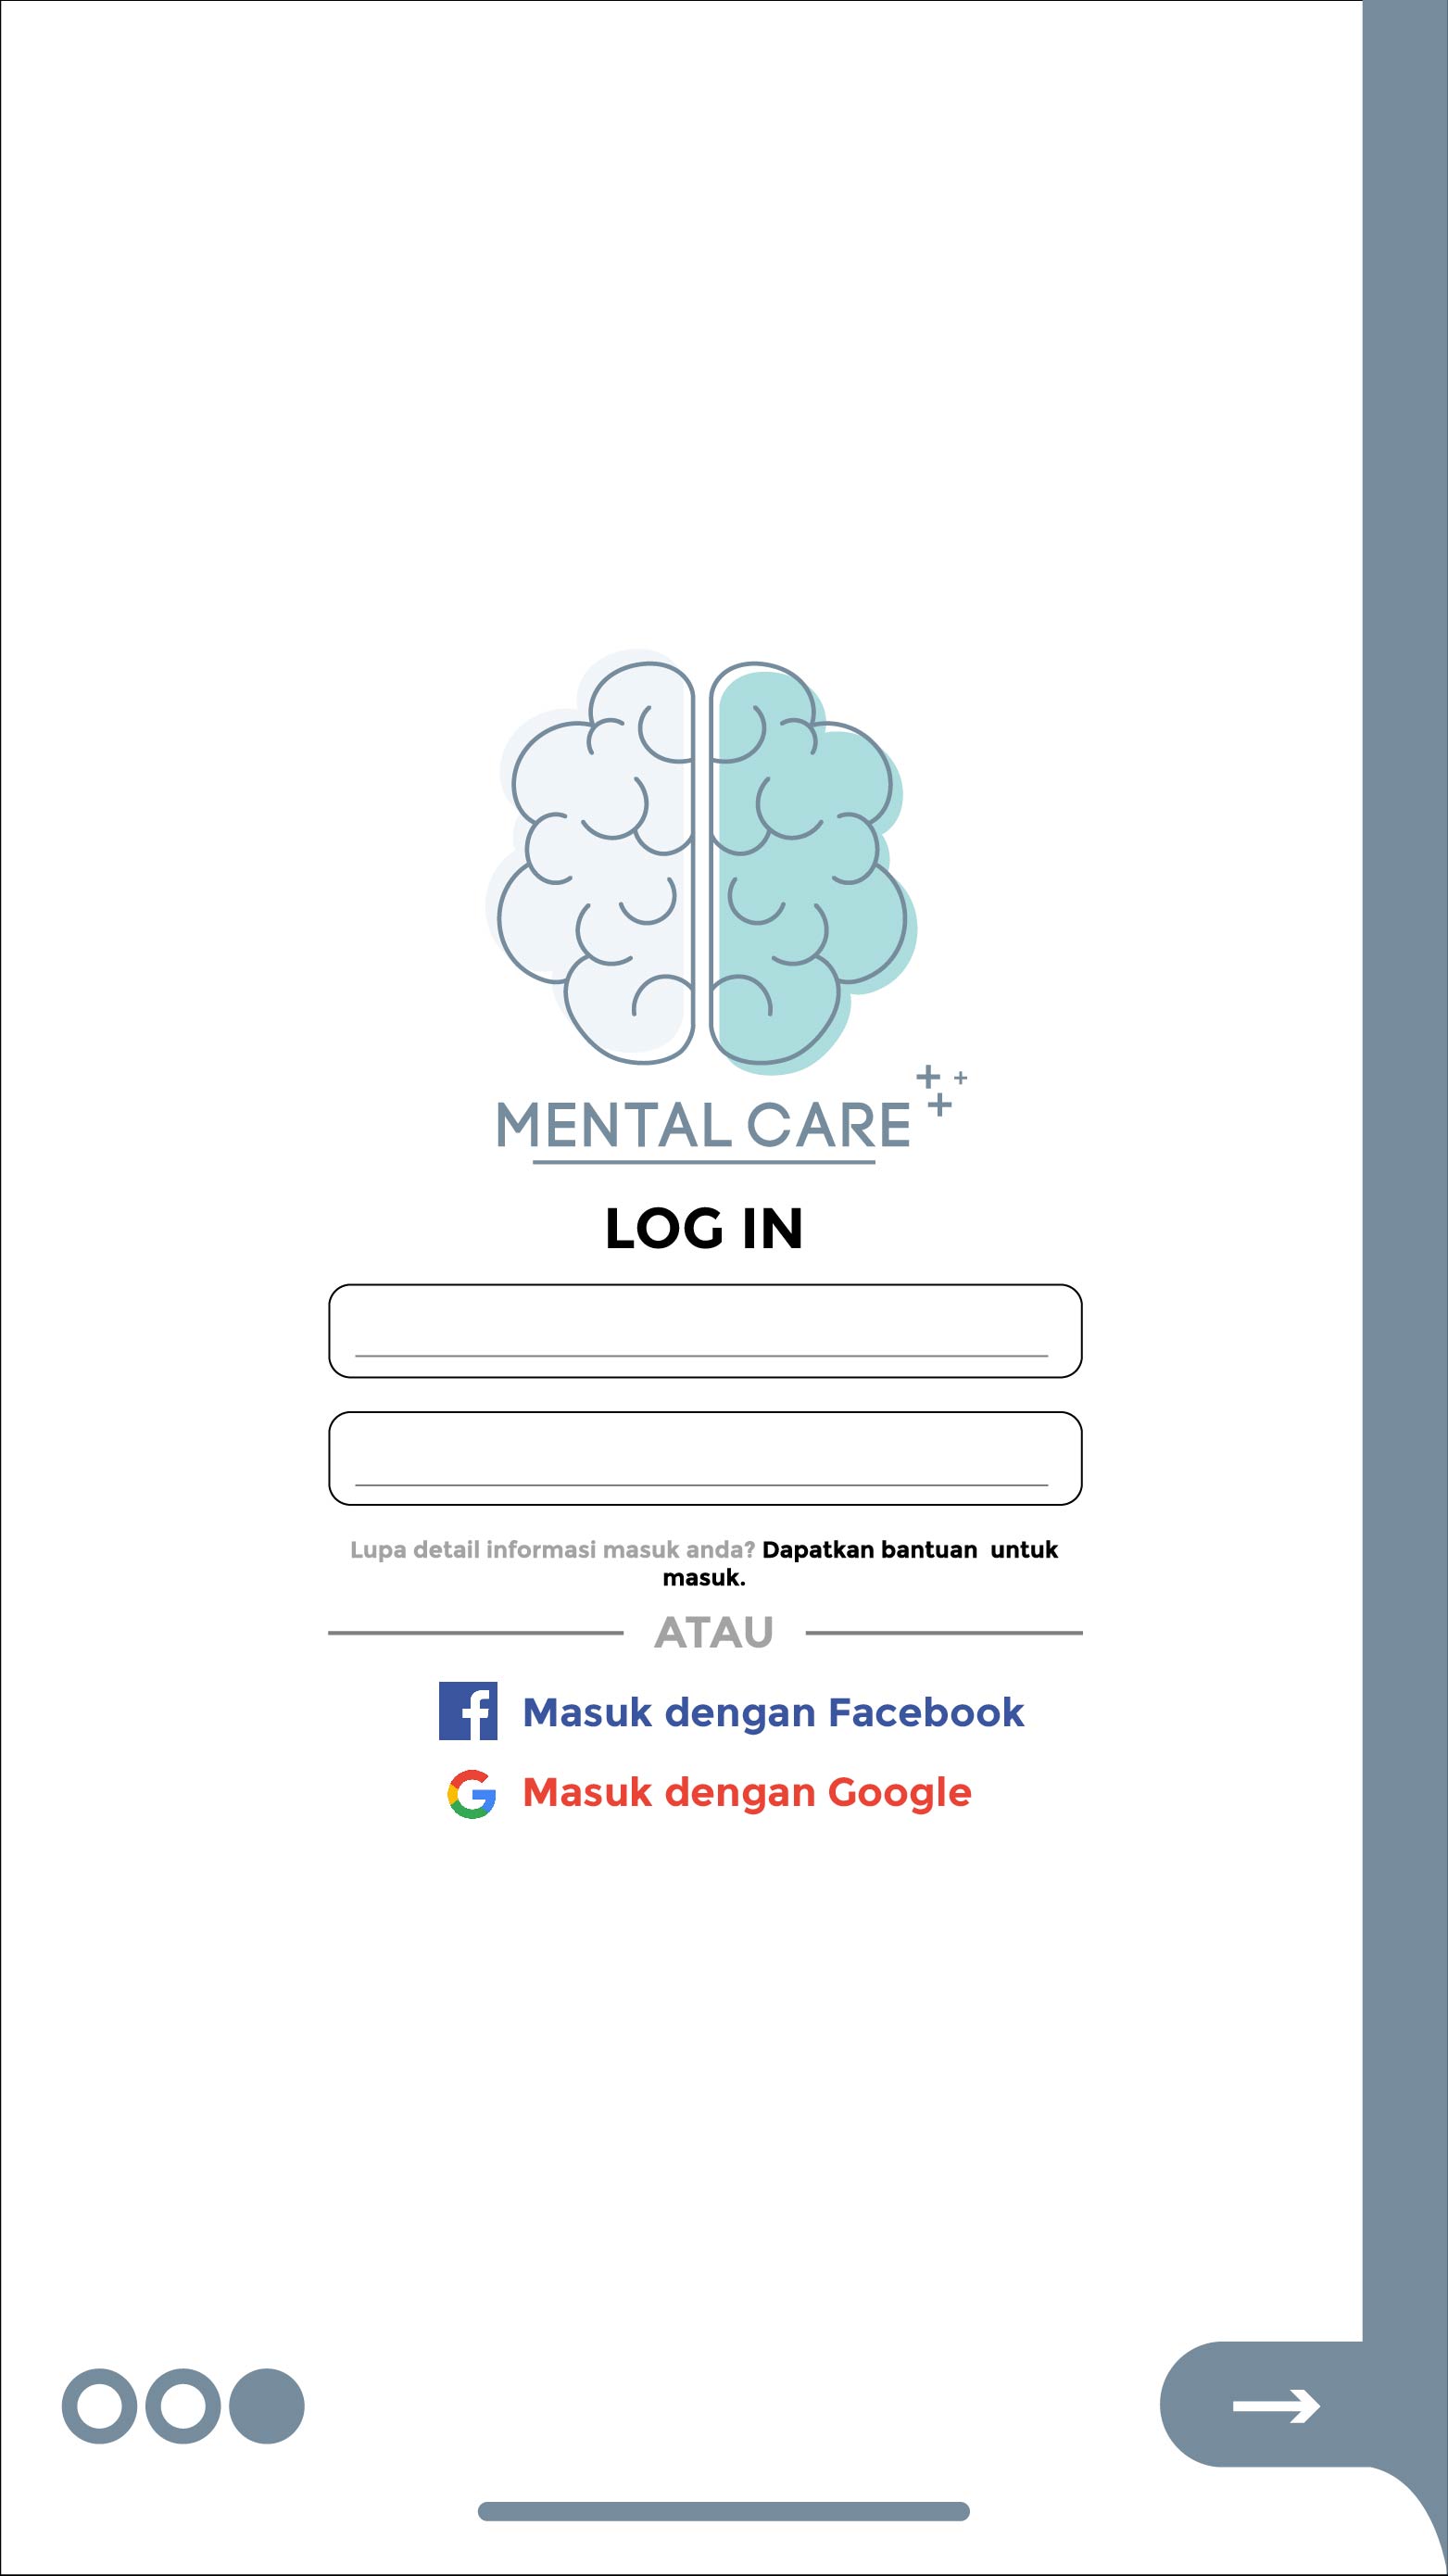 MENTAL CARE
LOG IN
Lupa detail informasi masuk anda? Dapatkan bantuan untuk
masuk.
ATAU
Masuk dengan Facebook
Masuk dengan Google